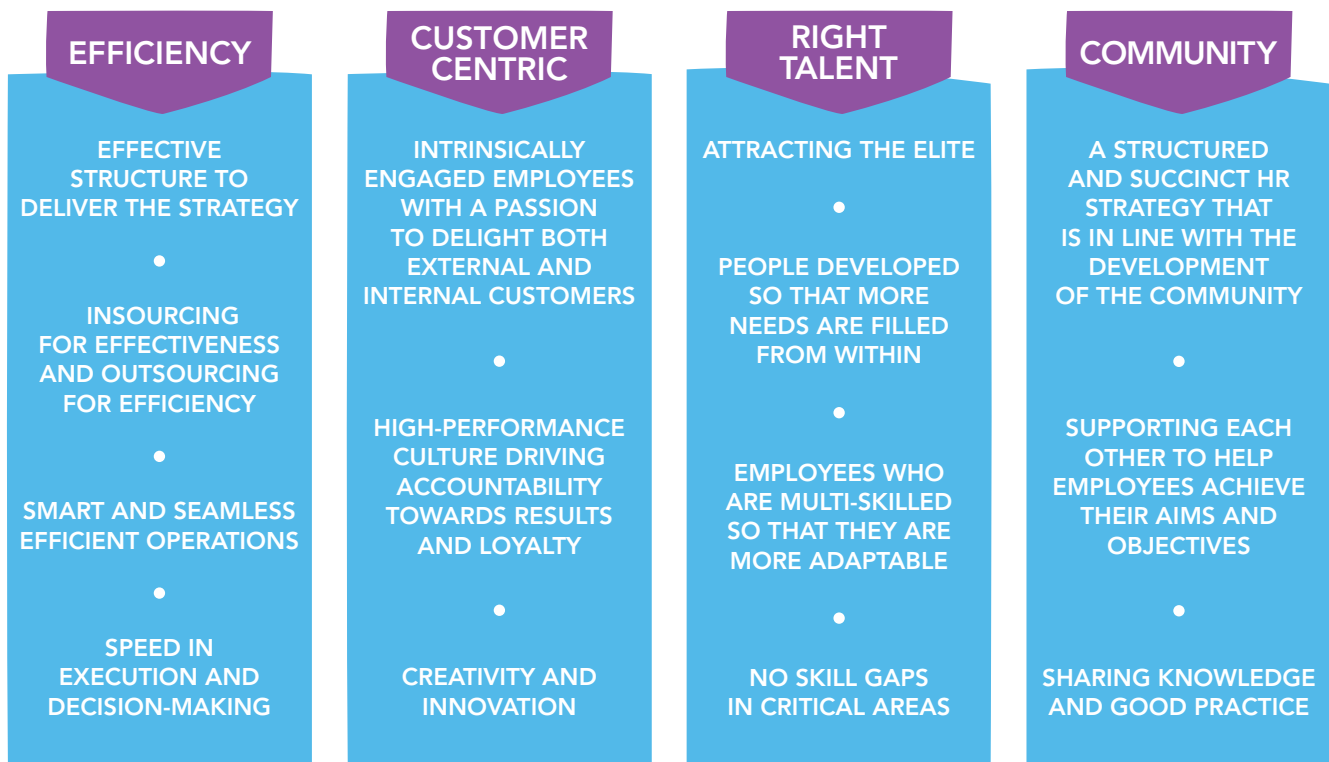 EFFICIENCY
EFFECTIVE
STRUCTURE TO
DELIVER THE STRATEGY
INSOURCING
FOR EFFECTIVENESS
AND OUTSOURCING
FOR EFFICIENCY
SMART AND SEAMLESS
EFFICIENT OPERATIONS
SPEED IN
EXECUTION AND
DECISION-MAKING
CUSTOMER
CENTRIC
INTRINSICALLY
ENGAGED EMPLOYEES
WITH A PASSION
TO DELIGHT BOTH
EXTERNAL AND
INTERNAL CUSTOMERS
HIGH-PERFORMANCE
CULTURE DRIVING
ACCOUNTABILITY
TOWARDS RESULTS
AND LOYALTY
CREATIVITY AND
INNOVATION
RIGHT
TALENT
ATTRACTING THE ELITE
PEOPLE DEVELOPED
SO THAT MORE
NEEDS ARE FILLED
FROM WITHIN
EMPLOYEES WHO
ARE MULTI-SKILLED
SO THAT THEY ARE
MORE ADAPTABLE
NO SKILL GAPS
IN CRITICAL AREAS
COMMUNITY
A STRUCTURED
AND SUCCINCT HR
STRATEGY THAT
IS IN LINE WITH THE
DEVELOPMENT
OF THE COMMUNITY
SUPPORTING EACH
OTHER TO HELP
EMPLOYEES ACHIEVE
THEIR AIMS AND
OBJECTIVES
SHARING KNOWLEDGE
AND GOOD PRACTICE